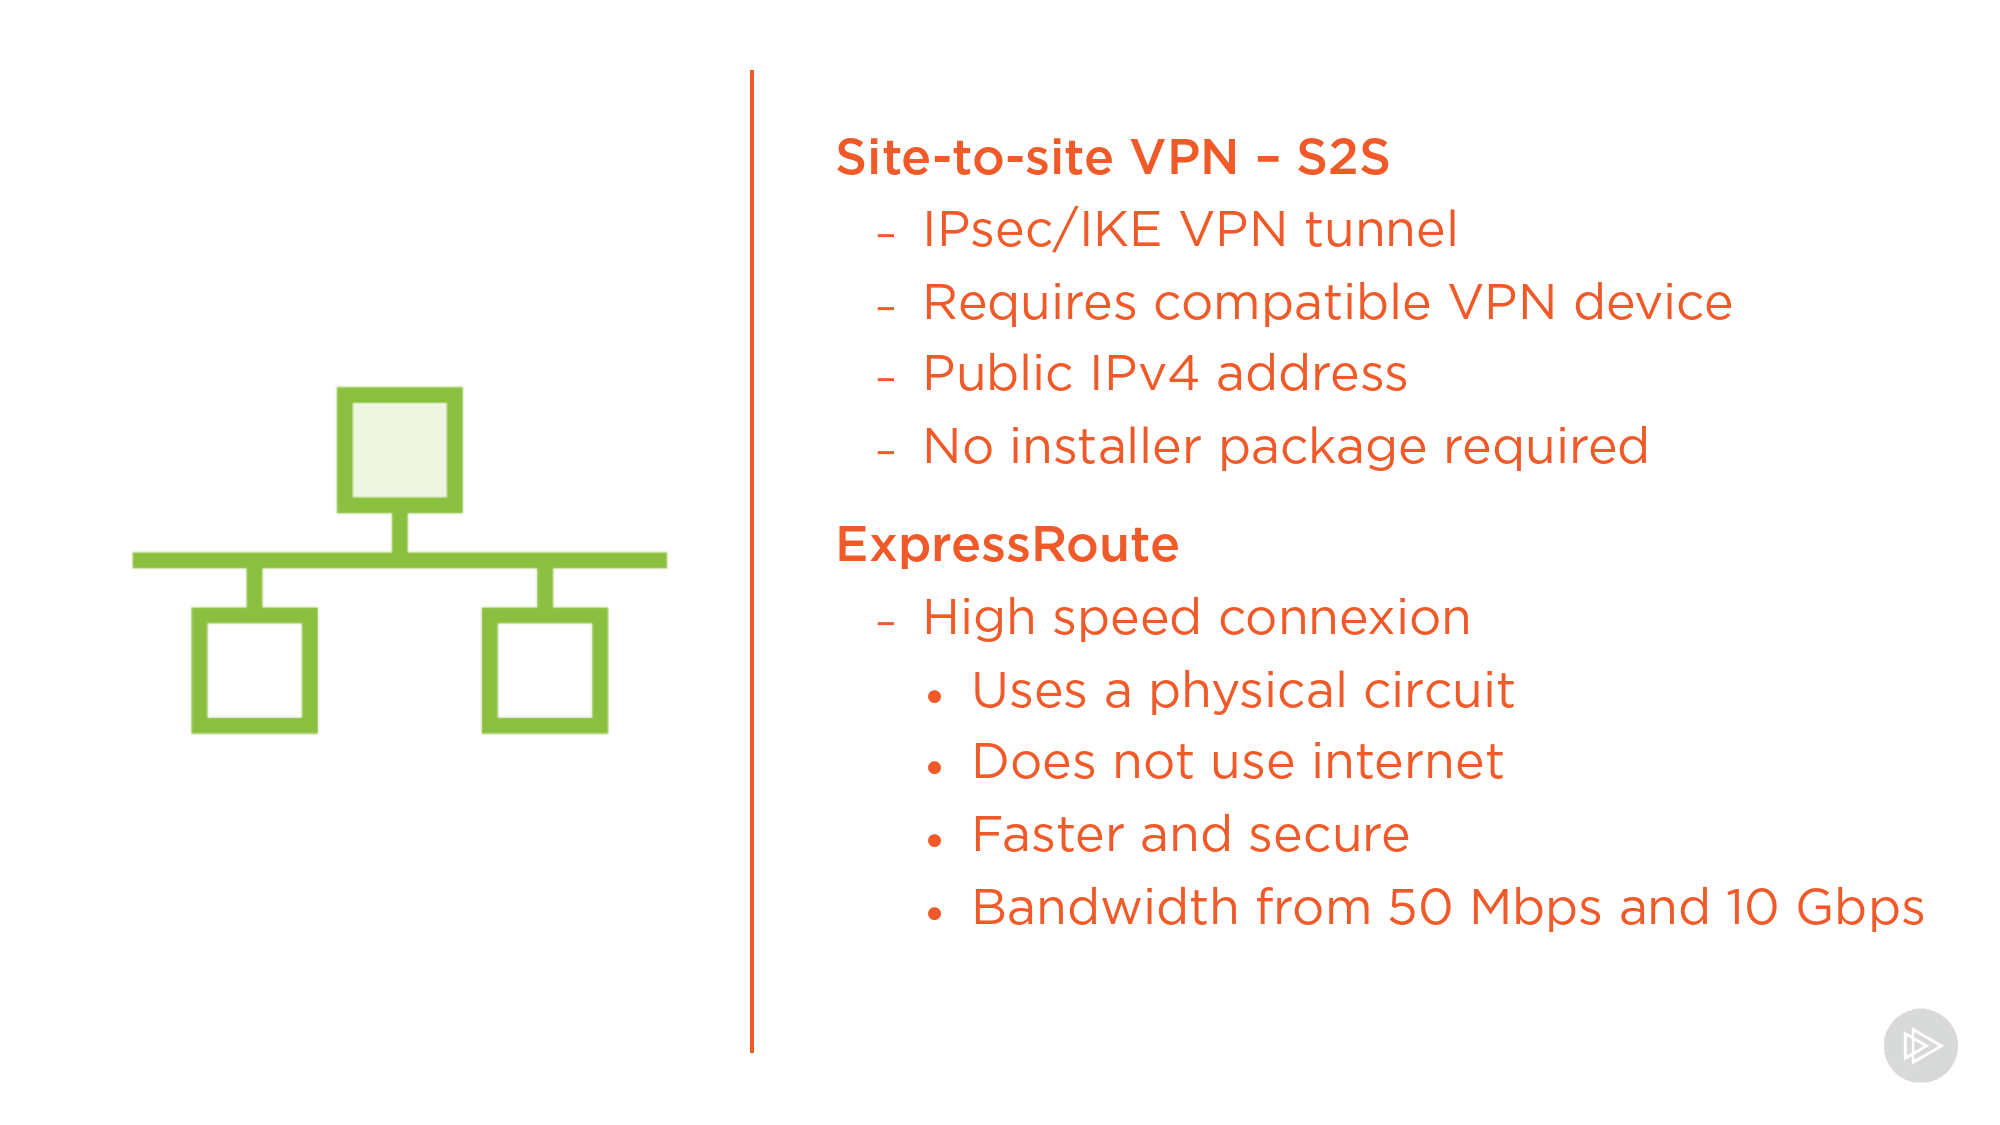 Site-to-site VPN – S2S
– IPsec/IKE VPN tunnel
– Requires compatible VPN device
– Public IPv4 address
– No installer package required
ExpressRoute
– High speed connexion
• Uses a physical circuit
• Does not use internet
• Faster and secure
• Bandwidth from 50 Mbps and 10 Gbps